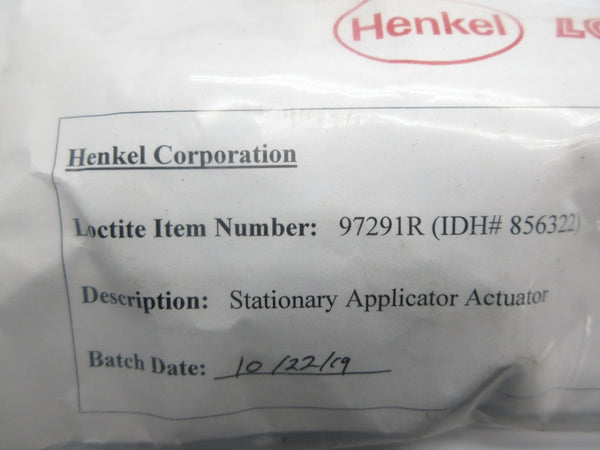 Henkel
Henkel Corporation
Loctite Item Number: 97291R (IDH# 856322)
Description: Stationary Applicator Actuator
Batch Date: 10/22/19